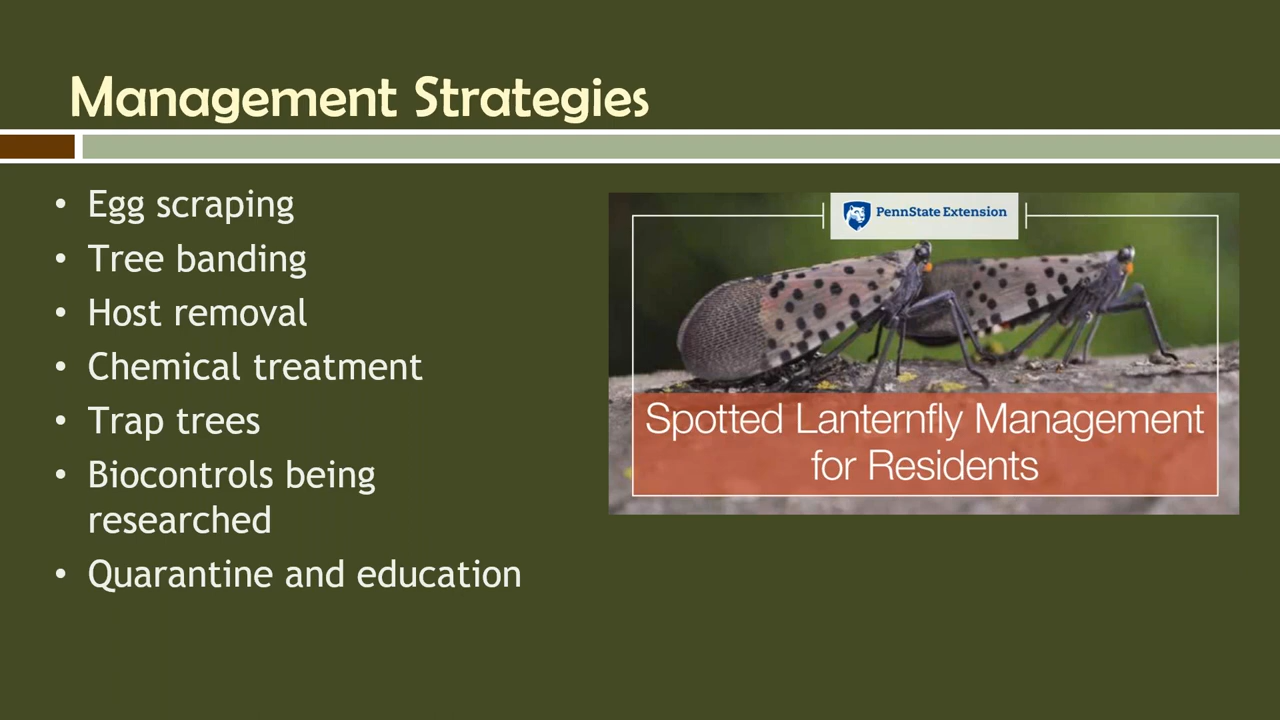 Management Strategies
• Egg scraping
• Tree banding
• Host removal
• Chemical treatment
• Trap trees
• Biocontrols being
researched
• Quarantine and education
PennState Extension
Spotted Lanternfly Management
for Residents